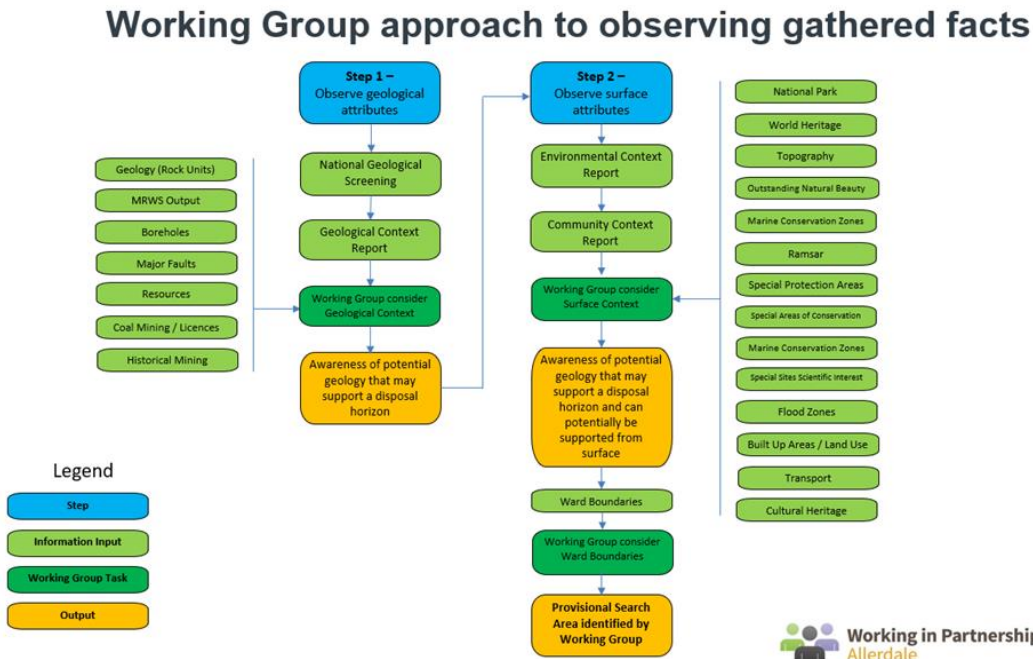 Working Group approach to observing gathered facts
Step 1 –
Observe geological
attributes
National Geological
Screening
Geological Context
Report
Working Group consider
Geological Context
Awareness of potential
geology that may
support a disposal
horizon
Geology (Rock Units)
MRWS Output
Boreholes
Major Faults
Resources
Coal Mining / Licences
Historical Mining
Step 2 –
Observe surface
attributes
Environmental Context
Report
Community Context
Report
Working Group consider
Surface Context
Awareness of potential
geology that may
support a disposal
horizon and can
potentially be
supported from
surface
Ward Boundaries
Working Group consider
Ward Boundaries
Provisional Search
Area identified by
Working Group
National Park
World Heritage
Topography
Outstanding Natural Beauty
Marine Conservation Zones
Ramsar
Special Protection Areas
Special Areas of Conservation
Marine Conservation Zones
Special Sites Scientific Interest
Flood Zones
Built Up Areas / Land Use
Transport
Cultural Heritage
Legend
Step
Information Input
Working Group Task
Output
Working in Partnership
Allerdale